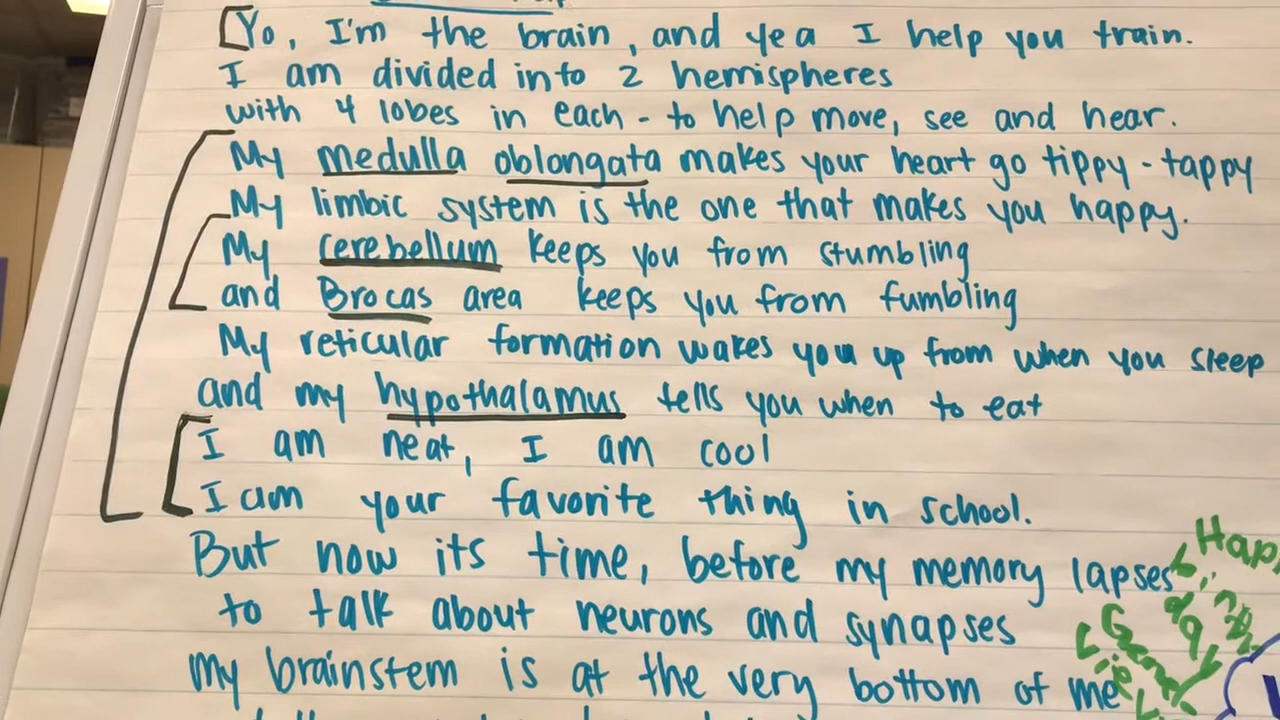 Yo, I'm the brain, and yea I help you train.
I am divided into 2 hemispheres
with 4 lobes in each - to help move, see and hear.
My medulla oblongata makes your heart go tippy - tappy
My limbic system is the one that makes you happy.
My cerebellum keeps you from stumbling
and Brocas area keeps you from fumbling
My reticular formation wakes you up from when you sleep
and my hypothalamus tells you when to eat
I am neat, I am cool
I am your favorite thing in school.
But now its time, before my memory lapses
to talk about neurons and synapses
my brainstem is at the very bottom of me